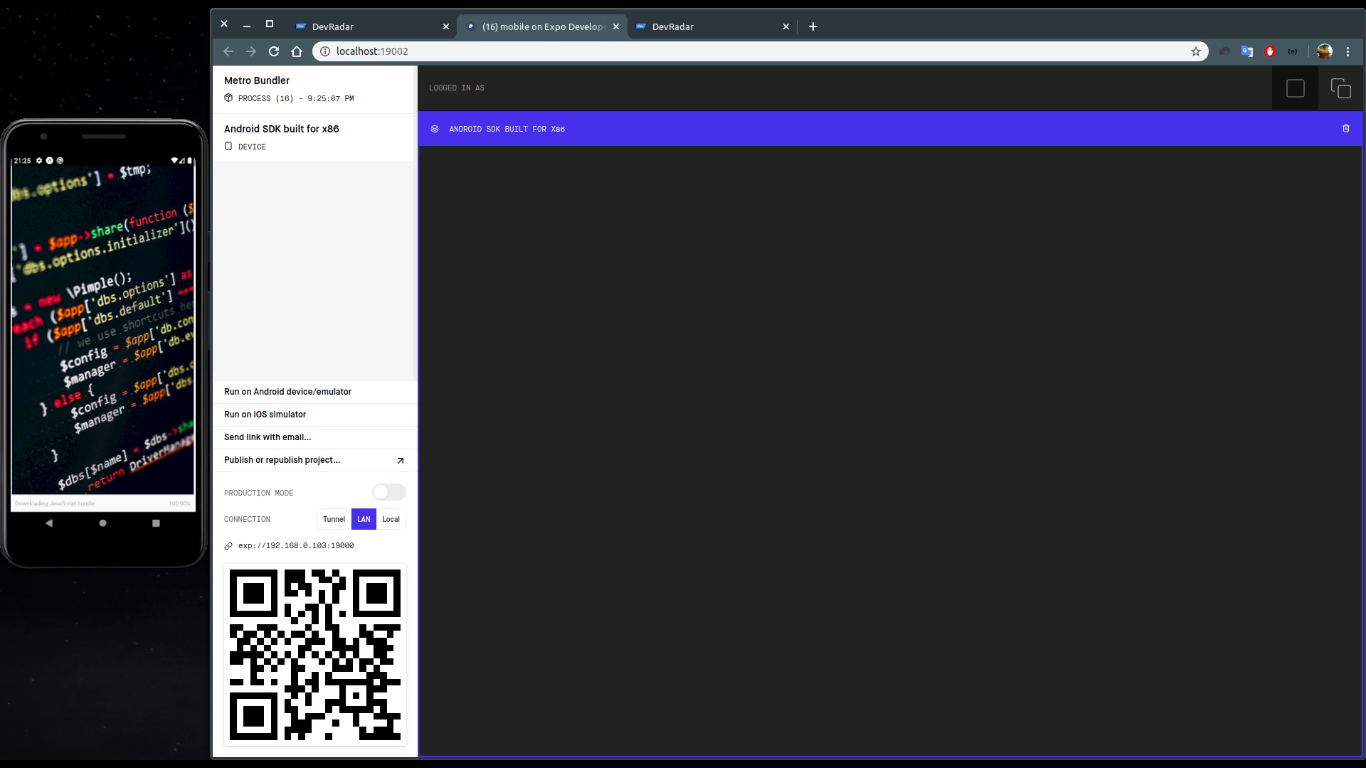 DevRadar
(16) mobile on Expo Develop
DevRadar
localhost:19002
Metro Bundler
PROCESS (16) - 9:25:07 PM
LOGGED IN AS
Android SDK built for x86
DEVICE
ANDROID SDK BUILT FOR X86
21:25
dbs.options'] = $tmp;
'] = $app->share(function ($
['dbs.options.initializer']()
= new \Pimple();
each ($app['dbs.options'] as
if ($app['dbs.default'] ===
// we use shortcuts he
$config = $app['db.con
$manager = $app['db.ev
} else {
$config = $app['dbs.c
$manager = $app['dbs
}
$dbs[$name] = $dbs->sha
return DriverManage
Downloading JavaScript bundle 100.00%
Run on Android device/emulator
Run on iOS simulator
Send link with email...
Publish or republish project...
PRODUCTION MODE
CONNECTION Tunnel LAN Local
exp://192.168.0.103:19000